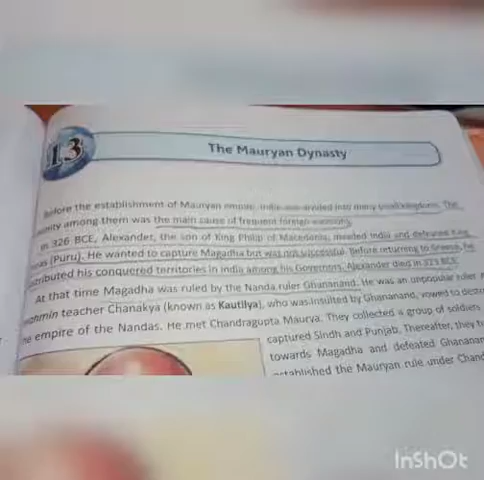 13
The Mauryan Dynasty
Before the establishment of Mauryan empire, India was divided into many small kingdoms. The
among them was the main cause of frequent foreign
In 326 BCE, Alexander, the son of King Philip of Macedonia, invaded India and defeated King
(Puru). He wanted to capture Magadha but was not successful. Before returning to Greece, he
distributed his conquered territories in India among his Governors. Alexander died in 323 BCE.
At that time Magadha was ruled by the Nanda ruler Ghananand. He was an unpopular ruler
teacher Chanakya (known as Kautilya), who was insulted by Ghananand, vowed to
empire of the Nandas. He met Chandragupta Maurya. They collected a group of soldiers
captured Sindh and Punjab. Thereafter, they
towards Magadha and defeated
the Mauryan rule under
InShOt